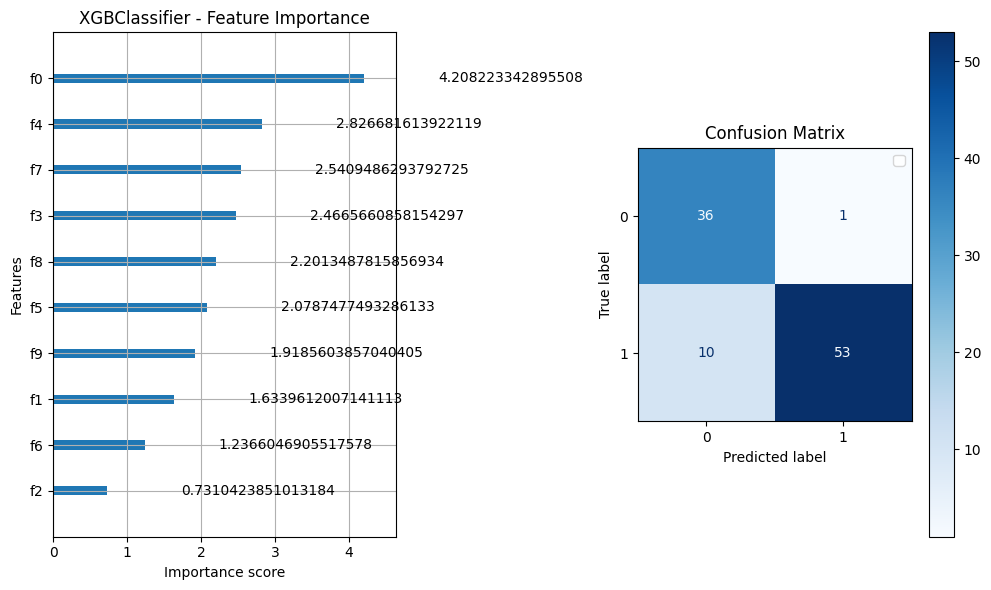 XGBClassifier - Feature Importance
Features
f0
4.208223342895508
f4
2.826681613922119
f7
2.5409486293792725
f3
2.4665660858154297
f8
2.2013487815856934
f5
2.0787477493286133
f9
1.9185603857040405
f1
1.6339612007141113
f6
1.2366046905517578
f2
0.7310423851013184
0 1 2 3 4
Importance score
Confusion Matrix
True label
0
36 1
1
10 53
0 1
Predicted label
50
40
30
20
10